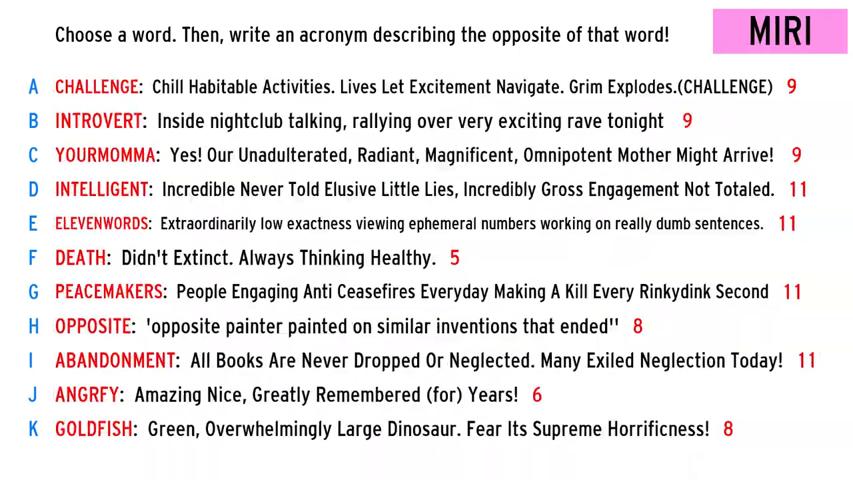 Choose a word. Then, write an acronym describing the opposite of that word!
MIRI
A CHALLENGE: Chill Habitable Activities. Lives Let Excitement Navigate. Grim Explodes.(CHALLENGE) 9
B INTROVERT: Inside nightclub talking, rallying over very exciting rave tonight 9
C YOURMOMMA: Yes! Our Unadulterated, Radiant, Magnificent, Omnipotent Mother Might Arrive! 9
D INTELLIGENT: Incredible Never Told Elusive Little Lies, Incredibly Gross Engagement Not Totaled. 11
E ELEVENWORDS: Extraordinarily low exactness viewing ephemeral numbers working on really dumb sentences. 11
F DEATH: Didn't Extinct. Always Thinking Healthy. 5
G PEACEMAKERS: People Engaging Anti Ceasefires Everyday Making A Kill Every Rinkydink Second 11
H OPPOSITE: 'opposite painter painted on similar inventions that ended'' 8
I ABANDONMENT: All Books Are Never Dropped Or Neglected. Many Exiled Neglection Today! 11
J ANGRFY: Amazing Nice, Greatly Remembered (for) Years! 6
K GOLDFISH: Green, Overwhelmingly Large Dinosaur. Fear Its Supreme Horrificness! 8